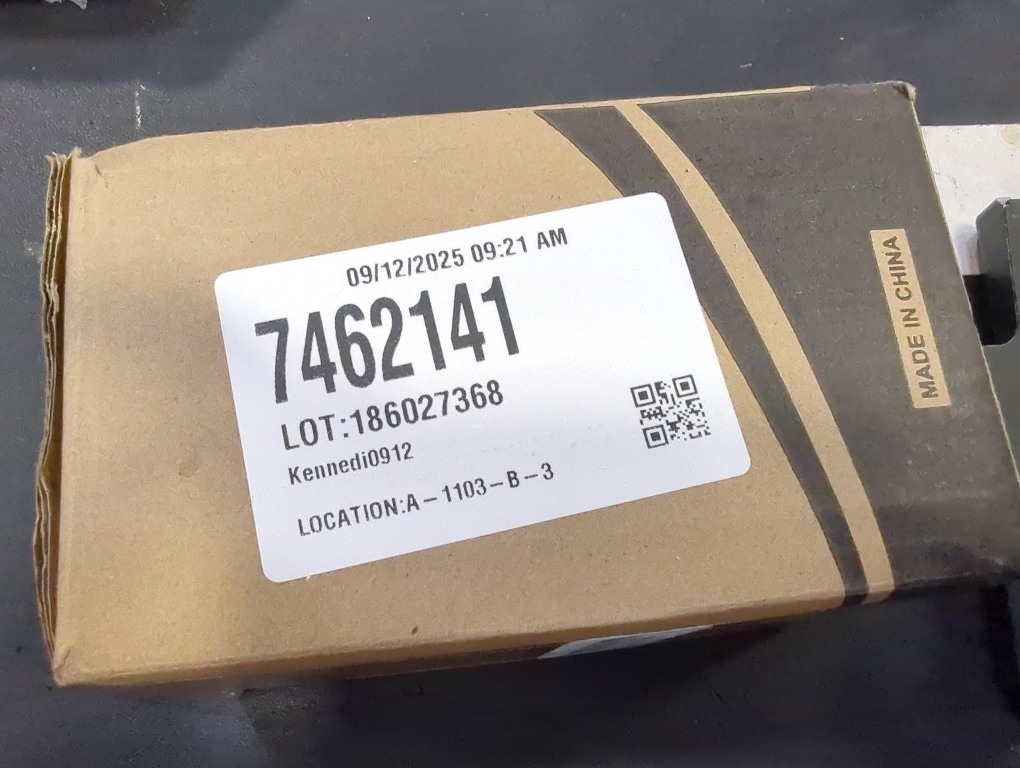 09/12/2025 09:21 AM
7462141
LOT:186027368
Kennedi0912
LOCATION:A-1103-B-3
MADE IN CHINA